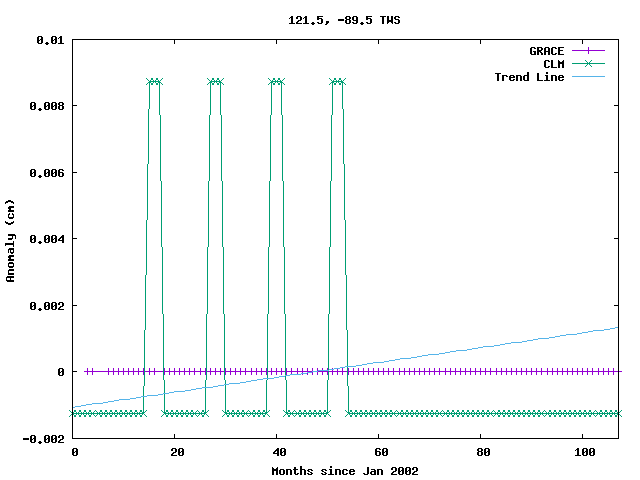 121.5, -89.5 TWS
0.01
0.008
0.006
0.004
0.002
0
-0.002
Anomaly (cm)
GRACE
CLM
Trend Line
0 20 40 60 80 100
Months since Jan 2002